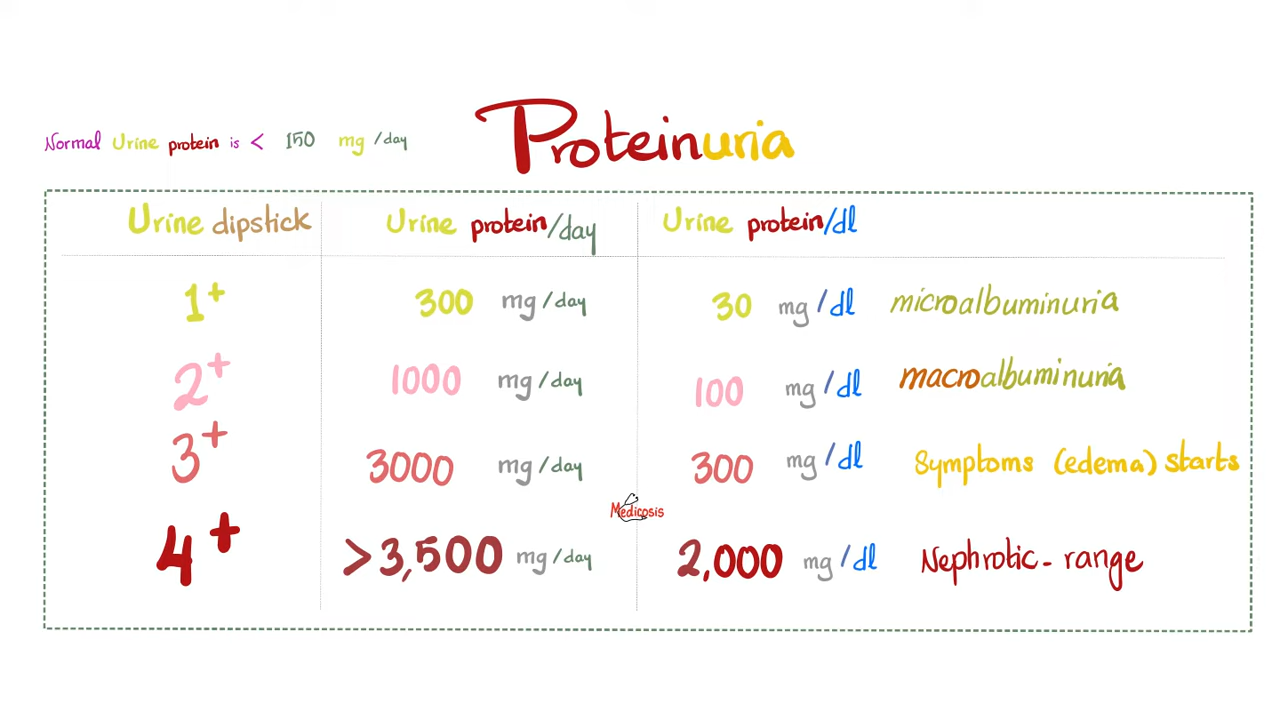 Proteinuria
Normal Urine protein is < 150 mg/day
Urine dipstick Urine protein/day Urine protein/dl
1+ 300 mg/day 30 mg/dl microalbuminuria
2+ 1000 mg/day 100 mg/dl macroalbuminuria
3+ 3000 mg/day 300 mg/dl Symptoms (edema) starts
Medicosis
4+ >3,500 mg/day 2,000 mg/dl Nephrotic-range